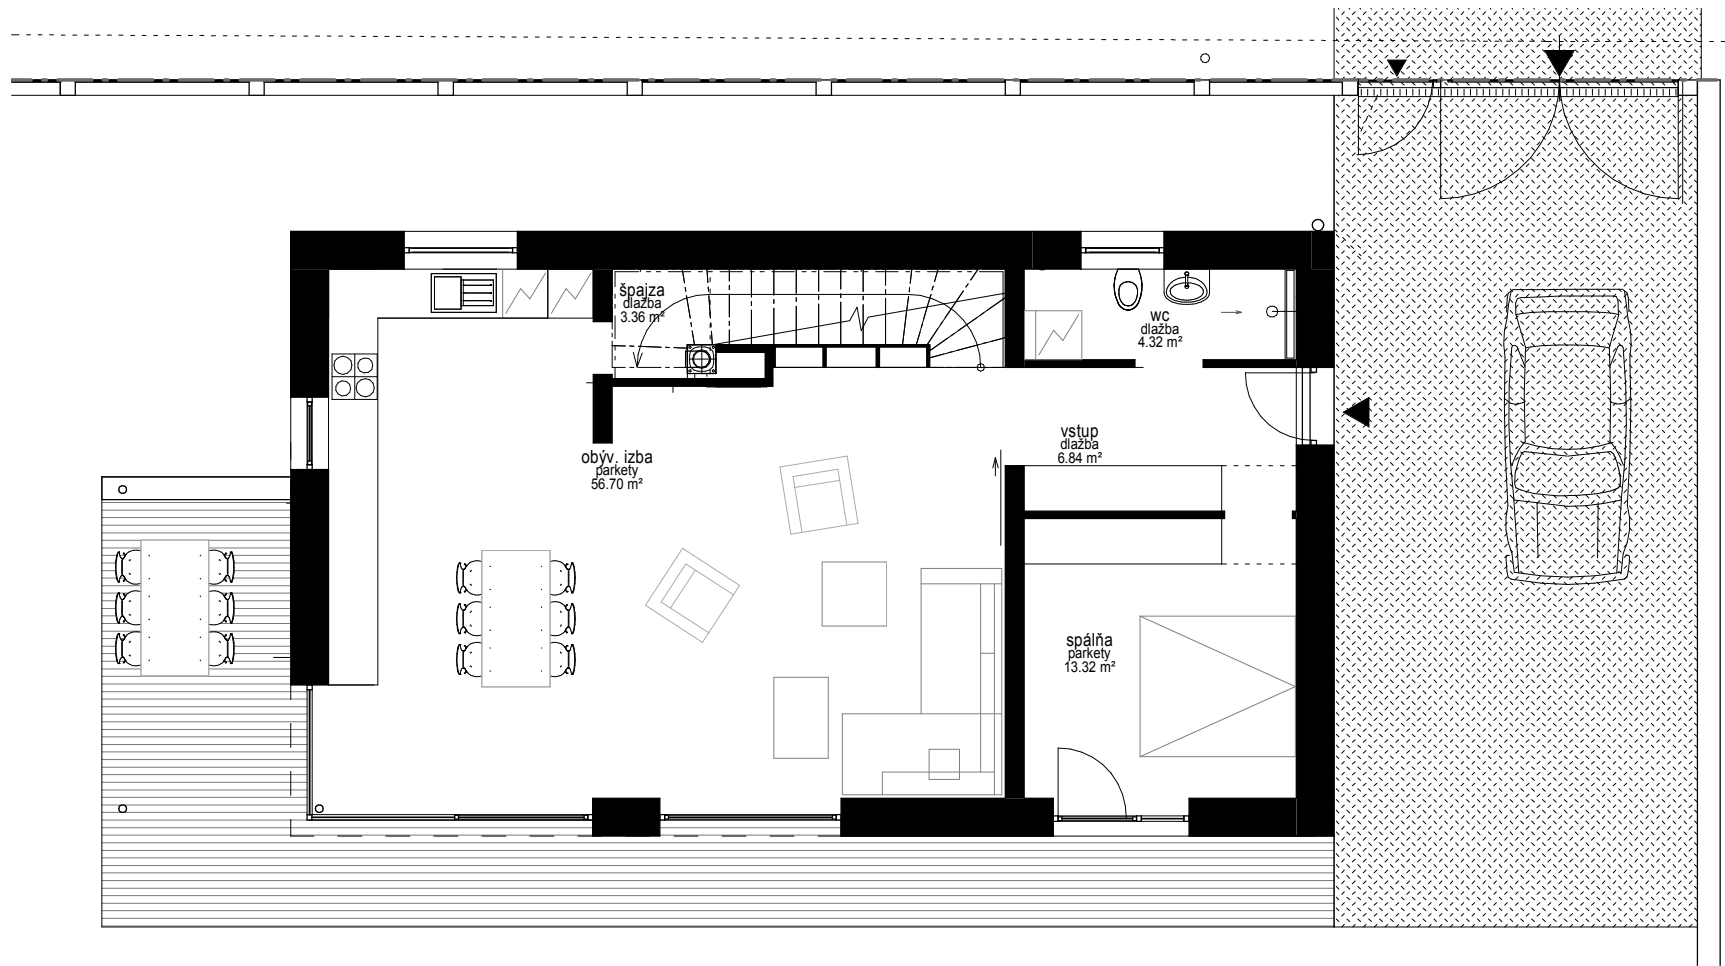 špajza
dlažba
3.36 m²
wc
dlažba
4.32 m²
vstup
dlažba
6.84 m²
obýv. izba
parkety
56.70 m²
spálňa
parkety
13.32 m²